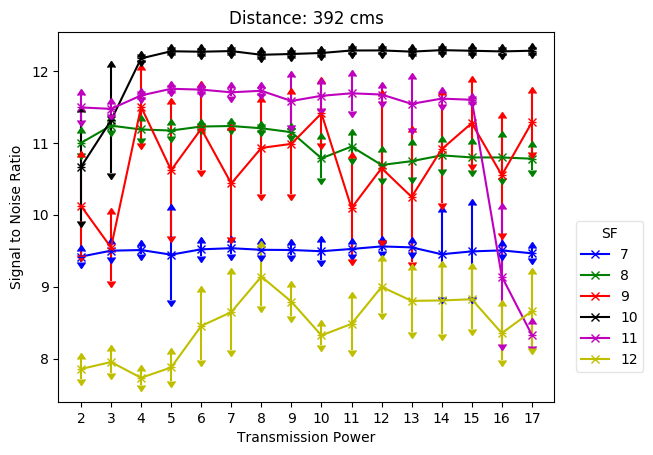 Distance: 392 cms
Signal to Noise Ratio
12
11
10
9
8
2 3 4 5 6 7 8 9 10 11 12 13 14 15 16 17
Transmission Power
SF
7
8
9
10
11
12